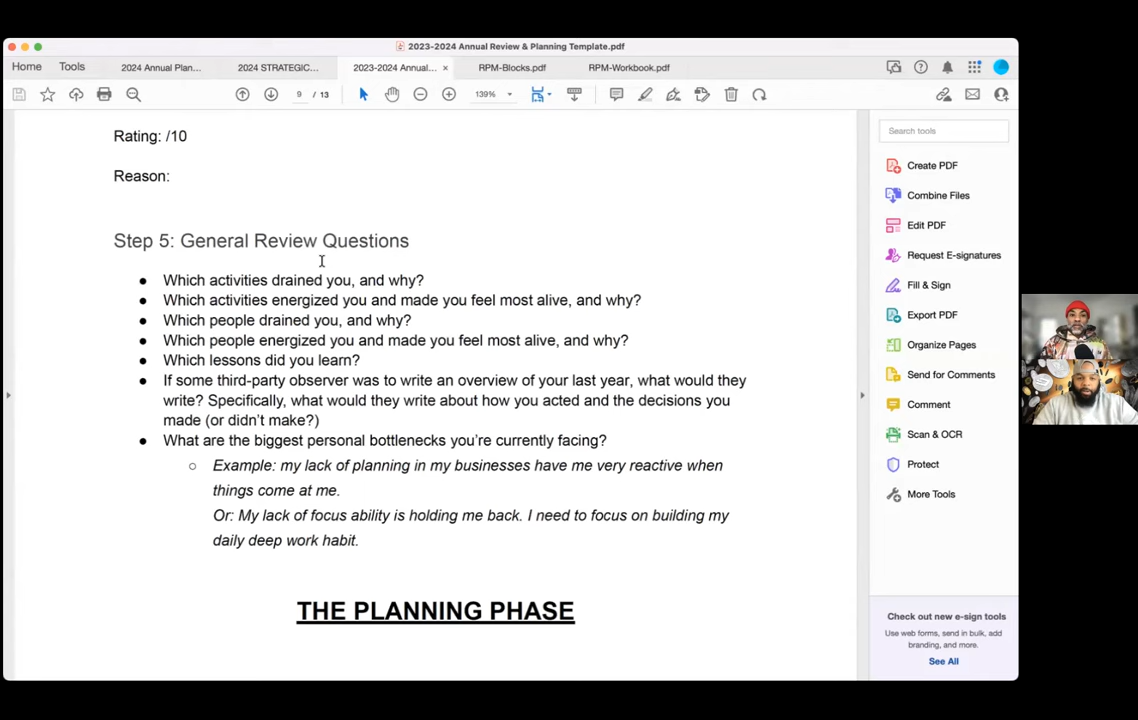 2023-2024 Annual Review & Planning Template.pdf
Home Tools 2024 Annual Plan... 2024 STRATEGIC... 2023-2024 Annual... × RPM-Blocks.pdf RPM-Workbook.pdf
9 / 13 139%
Rating: /10
Reason:
Step 5: General Review Questions
● Which activities drained you, and why?
● Which activities energized you and made you feel most alive, and why?
● Which people drained you, and why?
● Which people energized you and made you feel most alive, and why?
● Which lessons did you learn?
● If some third-party observer was to write an overview of your last year, what would they
write? Specifically, what would they write about how you acted and the decisions you
made (or didn't make?)
● What are the biggest personal bottlenecks you're currently facing?
○ Example: my lack of planning in my businesses have me very reactive when
things come at me.
Or: My lack of focus ability is holding me back. I need to focus on building my
daily deep work habit.
THE PLANNING PHASE
Search tools
Create PDF
Combine Files
Edit PDF
Request E-signatures
Fill & Sign
Export PDF
Organize Pages
Send for Comments
Comment
Scan & OCR
Protect
More Tools
Check out new e-sign tools
Use web forms, send in bulk, add
branding, and more.
See All